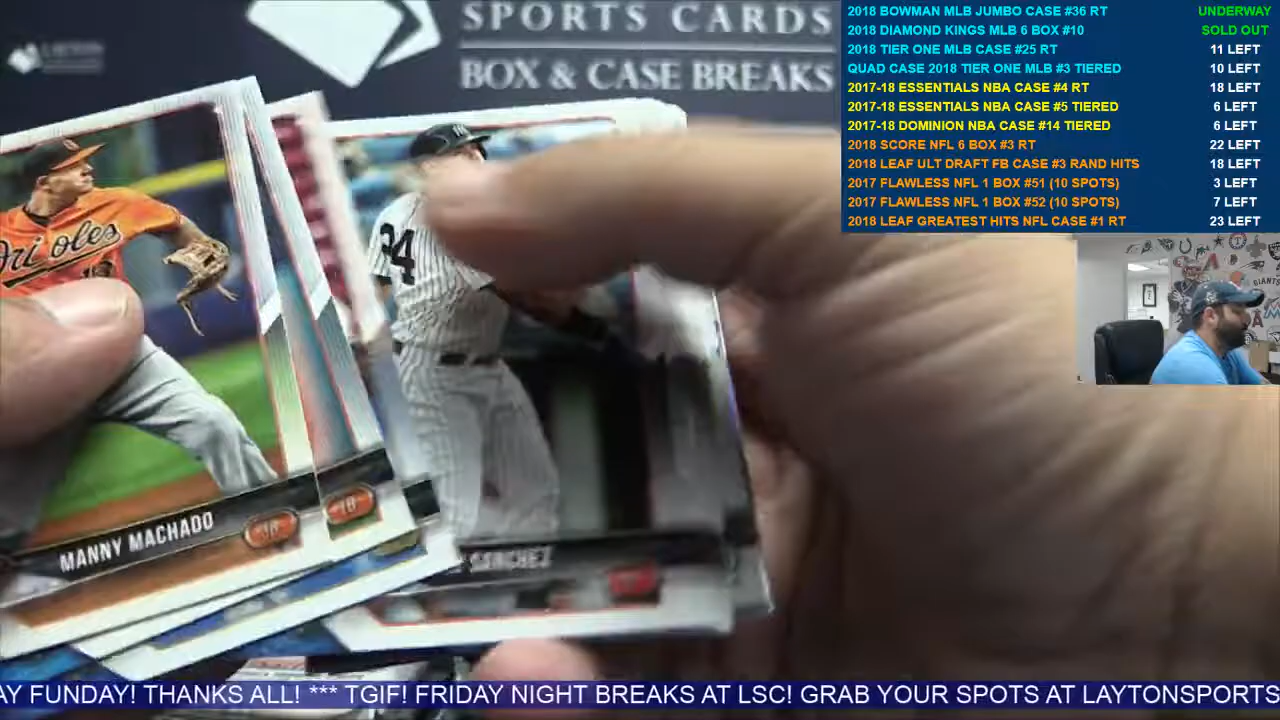 SPORTS CARDS
BOX & CASE BREAKS
LAYTON
2018 BOWMAN MLB JUMBO CASE #36 RT UNDERWAY
2018 DIAMOND KINGS MLB 6 BOX #10 SOLD OUT
2018 TIER ONE MLB CASE #25 RT 11 LEFT
QUAD CASE 2018 TIER ONE MLB #3 TIERED 10 LEFT
2017-18 ESSENTIALS NBA CASE #4 RT 18 LEFT
2017-18 ESSENTIALS NBA CASE #5 TIERED 6 LEFT
2017-18 DOMINION NBA CASE #14 TIERED 6 LEFT
2018 SCORE NFL 6 BOX #3 RT 22 LEFT
2018 LEAF ULT DRAFT FB CASE #3 RAND HITS 18 LEFT
2017 FLAWLESS NFL 1 BOX #51 (10 SPOTS) 3 LEFT
2017 FLAWLESS NFL 1 BOX #52 (10 SPOTS) 7 LEFT
2018 LEAF GREATEST HITS NFL CASE #1 RT 23 LEFT
GIANTS
Orioles
24
MANNY MACHADO
SANCHEZ
AY FUNDAY! THANKS ALL! *** TGIF! FRIDAY NIGHT BREAKS AT LSC! GRAB YOUR SPOTS AT LAYTONSPORTS